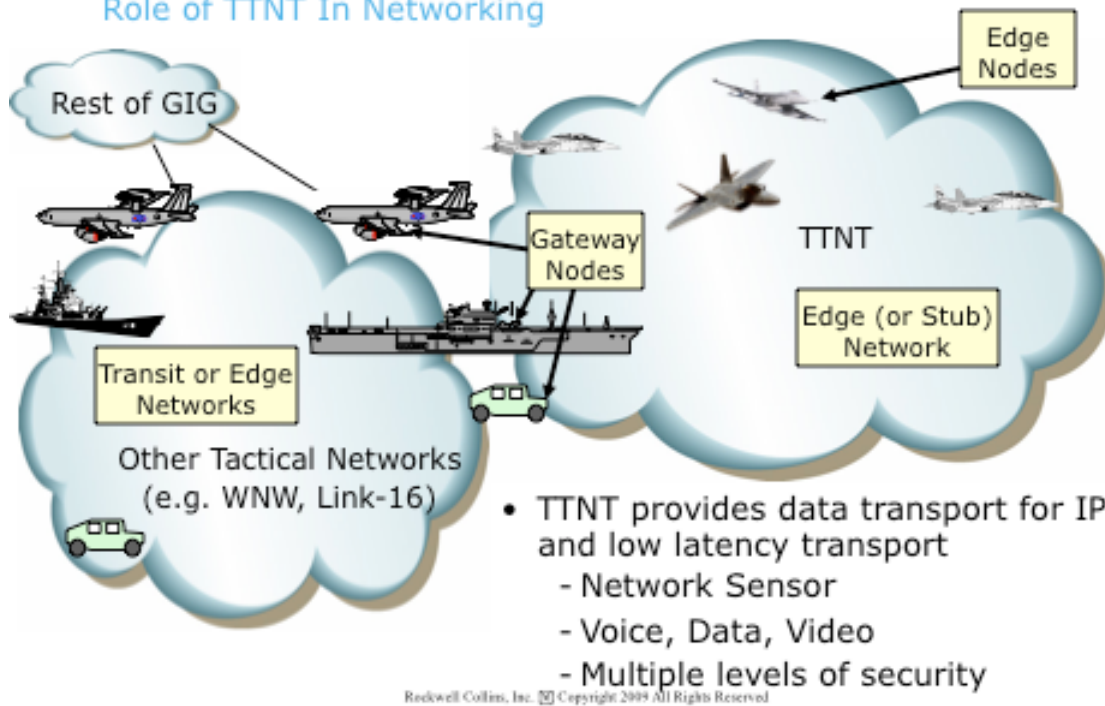 Role of TTNT In Networking
Edge
Nodes
Rest of GIG
Gateway
Nodes
TTNT
Edge (or Stub)
Network
Transit or Edge
Networks
Other Tactical Networks
(e.g. WNW, Link-16)
• TTNT provides data transport for IP
and low latency transport
- Network Sensor
- Voice, Data, Video
- Multiple levels of security
Rockwell Collins, Inc. Copyright 2009 All Rights Reserved